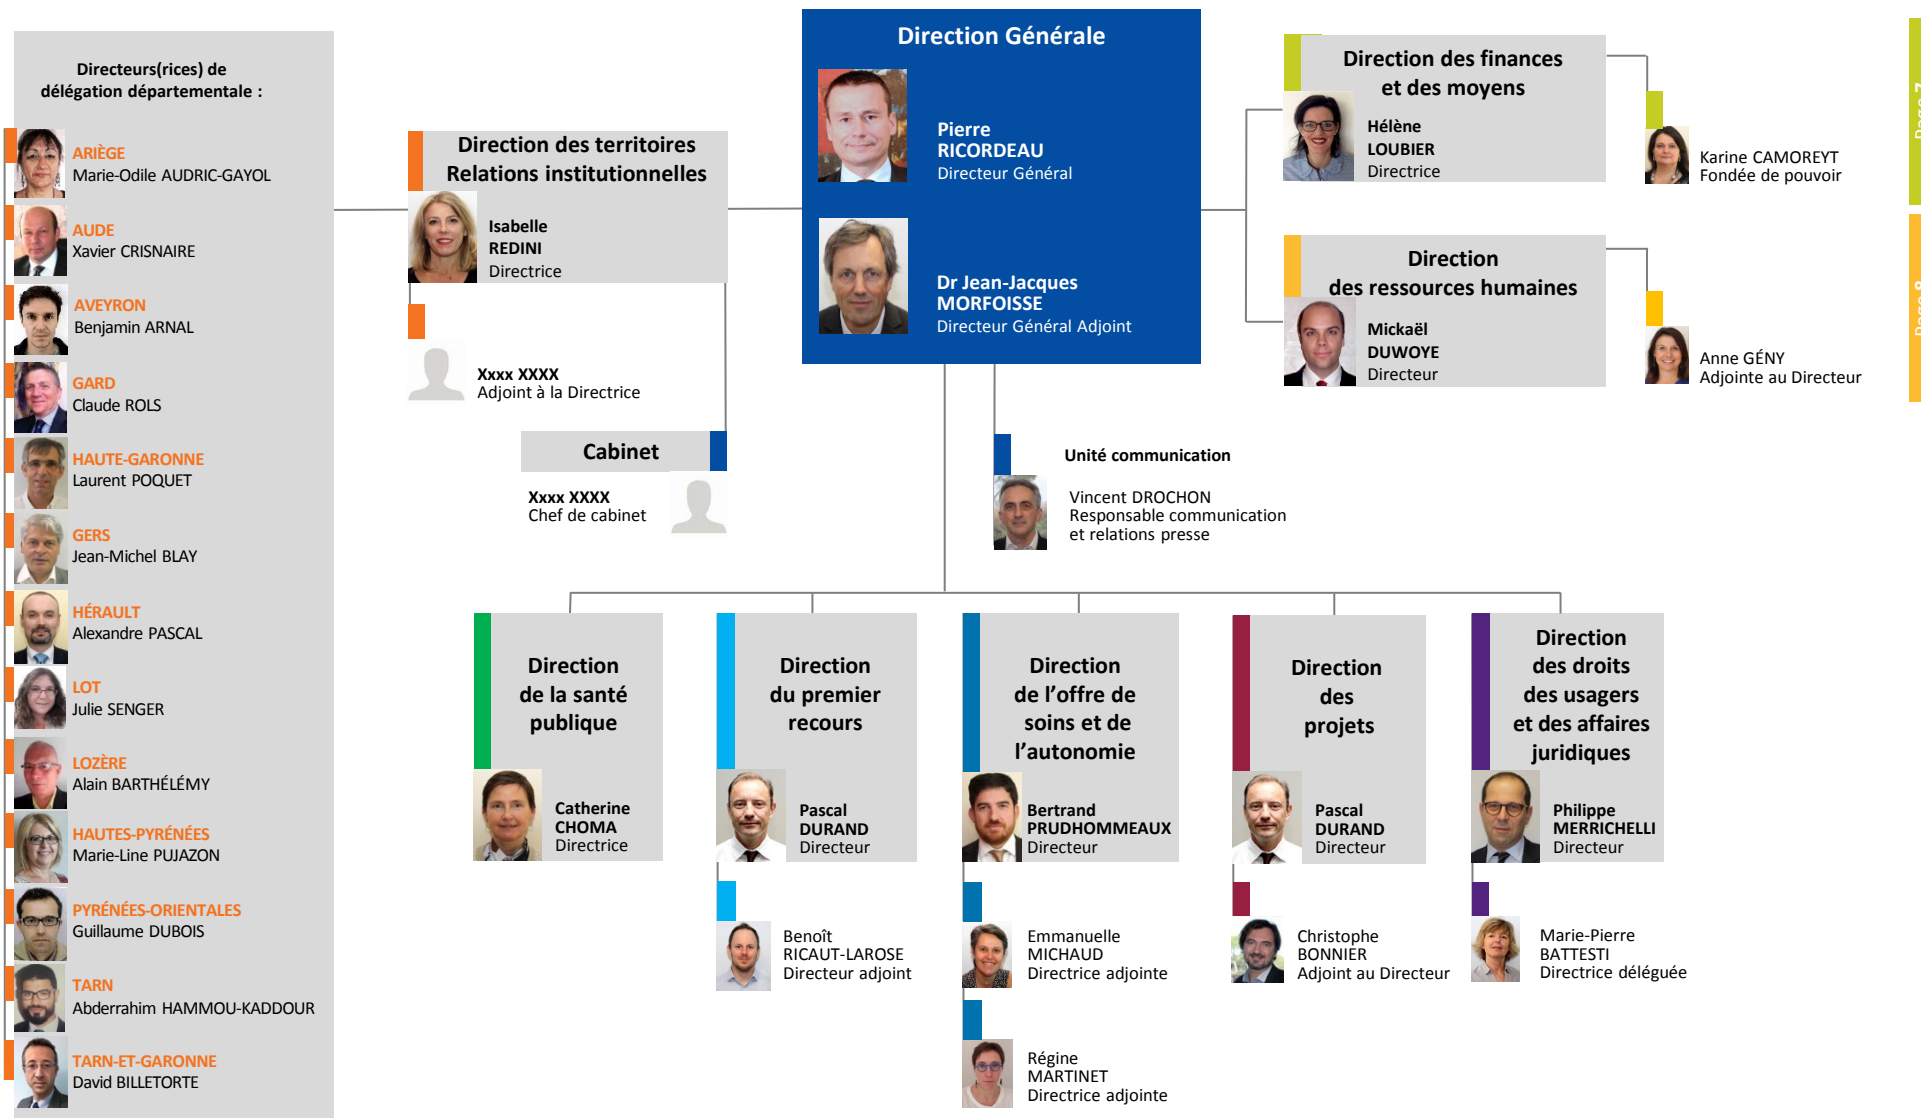 Directeurs(rices) de
délégation départementale :
ARIÈGE
Marie-Odile AUDRIC-GAYOL
AUDE
Xavier CRISNAIRE
AVEYRON
Benjamin ARNAL
GARD
Claude ROLS
HAUTE-GARONNE
Laurent POQUET
GERS
Jean-Michel BLAY
HÉRAULT
Alexandre PASCAL
LOT
Julie SENGER
LOZÈRE
Alain BARTHÉLÉMY
HAUTES-PYRÉNÉES
Marie-Line PUJAZON
PYRÉNÉES-ORIENTALES
Guillaume DUBOIS
TARN
Abderrahim HAMMOU-KADDOUR
TARN-ET-GARONNE
David BILLETORTE
Direction des territoires
Relations institutionnelles
Isabelle
REDINI
Directrice
Xxxx XXXX
Adjoint à la Directrice
Cabinet
Xxxx XXXX
Chef de cabinet
Direction Générale
Pierre
RICORDEAU
Directeur Général
Dr Jean-Jacques
MORFOISSE
Directeur Général Adjoint
Unité communication
Vincent DROCHON
Responsable communication
et relations presse
Direction des finances
et des moyens
Hélène
LOUBIER
Directrice
Karine CAMOREYT
Fondée de pouvoir
Direction
des ressources humaines
Mickaël
DUWOYE
Directeur
Anne GÉNY
Adjointe au Directeur
Direction
de la santé
publique
Catherine
CHOMA
Directrice
Direction
du premier
recours
Pascal
DURAND
Directeur
Benoît
RICAUT-LAROSE
Directeur adjoint
Direction
de l'offre de
soins et de
l'autonomie
Bertrand
PRUDHOMMEAUX
Directeur
Emmanuelle
MICHAUD
Directrice adjointe
Régine
MARTINET
Directrice adjointe
Direction
des
projets
Pascal
DURAND
Directeur
Christophe
BONNIER
Adjoint au Directeur
Direction
des droits
des usagers
et des affaires
juridiques
Philippe
MERRICHELLI
Directeur
Marie-Pierre
BATTESTI
Directrice déléguée